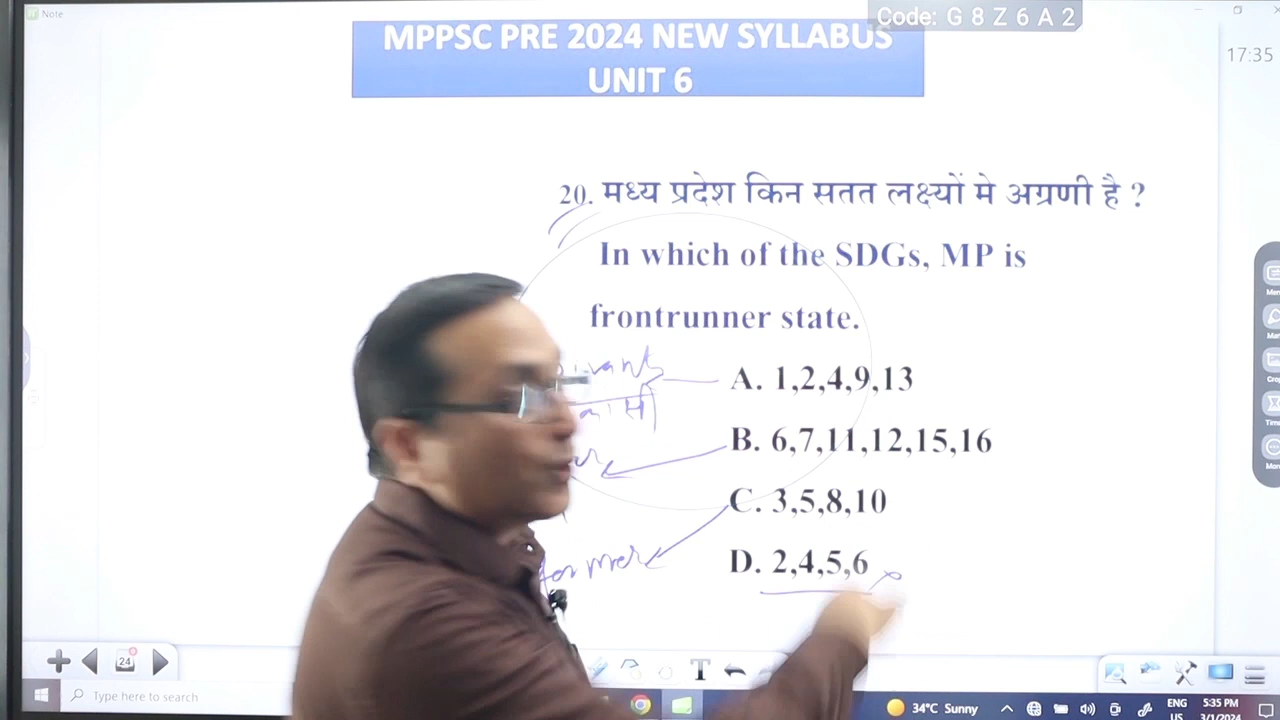 Note
Code: G 8 Z 6 A 2
MPPSC PRE 2024 NEW SYLLABUS
UNIT 6
17:35
20. मध्य प्रदेश किन सतत लक्ष्यों मे अग्रणी है ?
In which of the SDGs, MP is
frontrunner state.
A. 1,2,4,9,13
B. 6,7,11,12,15,16
C. 3,5,8,10
D. 2,4,5,6
24
T
Type here to search
34°C Sunny
ENG
US
5:35 PM
3/1/2024